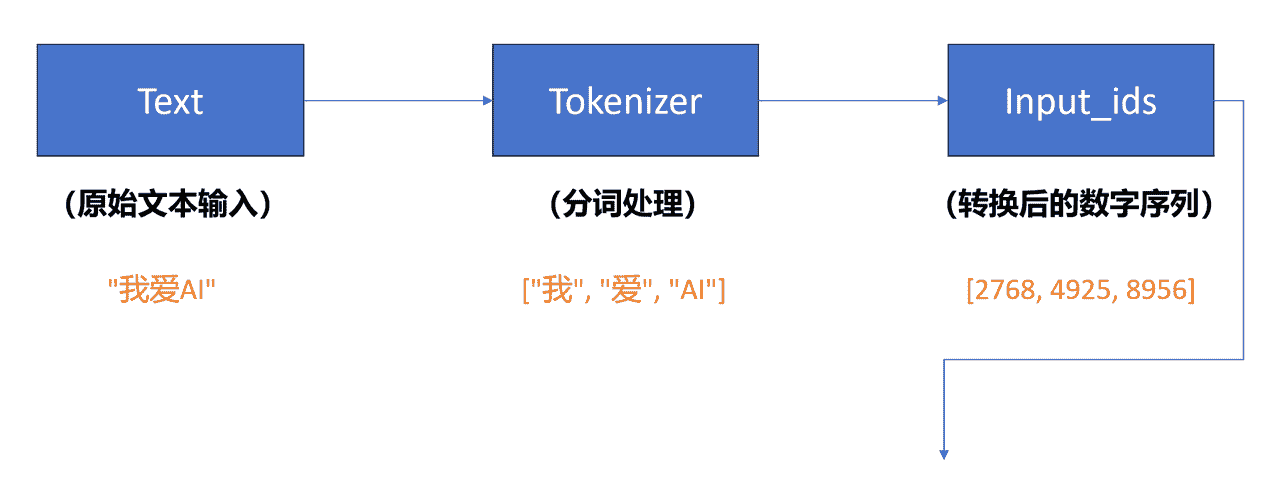 Text
Tokenizer
Input_ids
（原始文本输入）
（分词处理）
（转换后的数字序列）
"我爱AI"
["我", "爱", "AI"]
[2768, 4925, 8956]